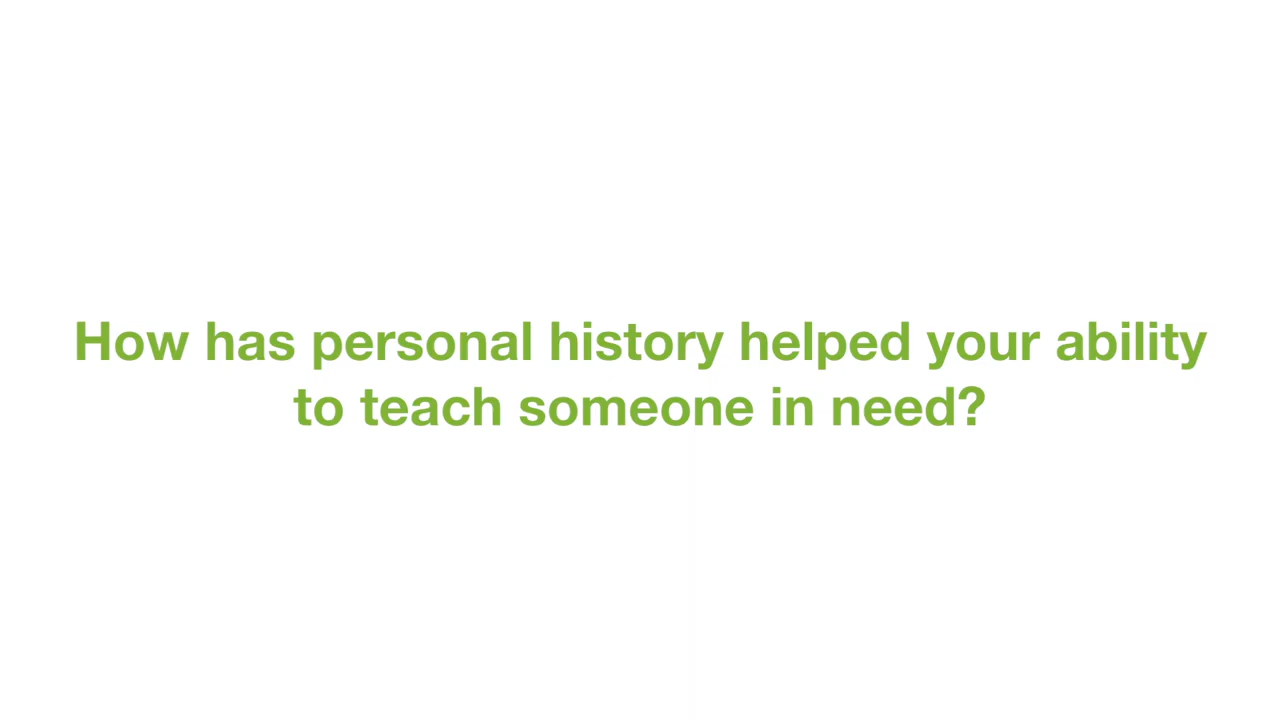 How has personal history helped your ability
to teach someone in need?